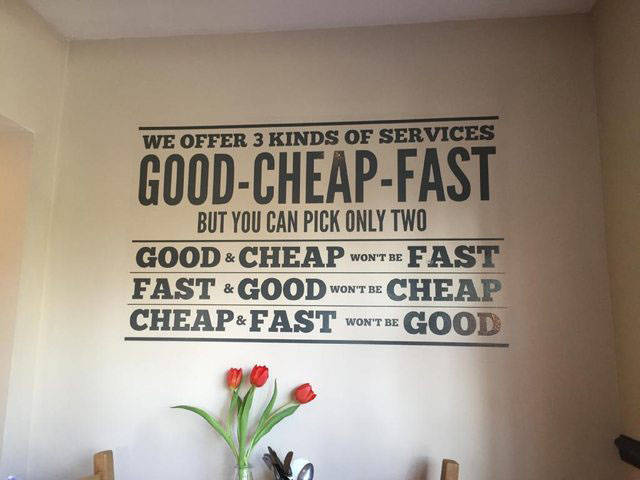 WE OFFER 3 KINDS OF SERVICES
GOOD-CHEAP-FAST
BUT YOU CAN PICK ONLY TWO
GOOD & CHEAP WON'T BE FAST
FAST & GOOD WON'T BE CHEAP
CHEAP & FAST WON'T BE GOOD